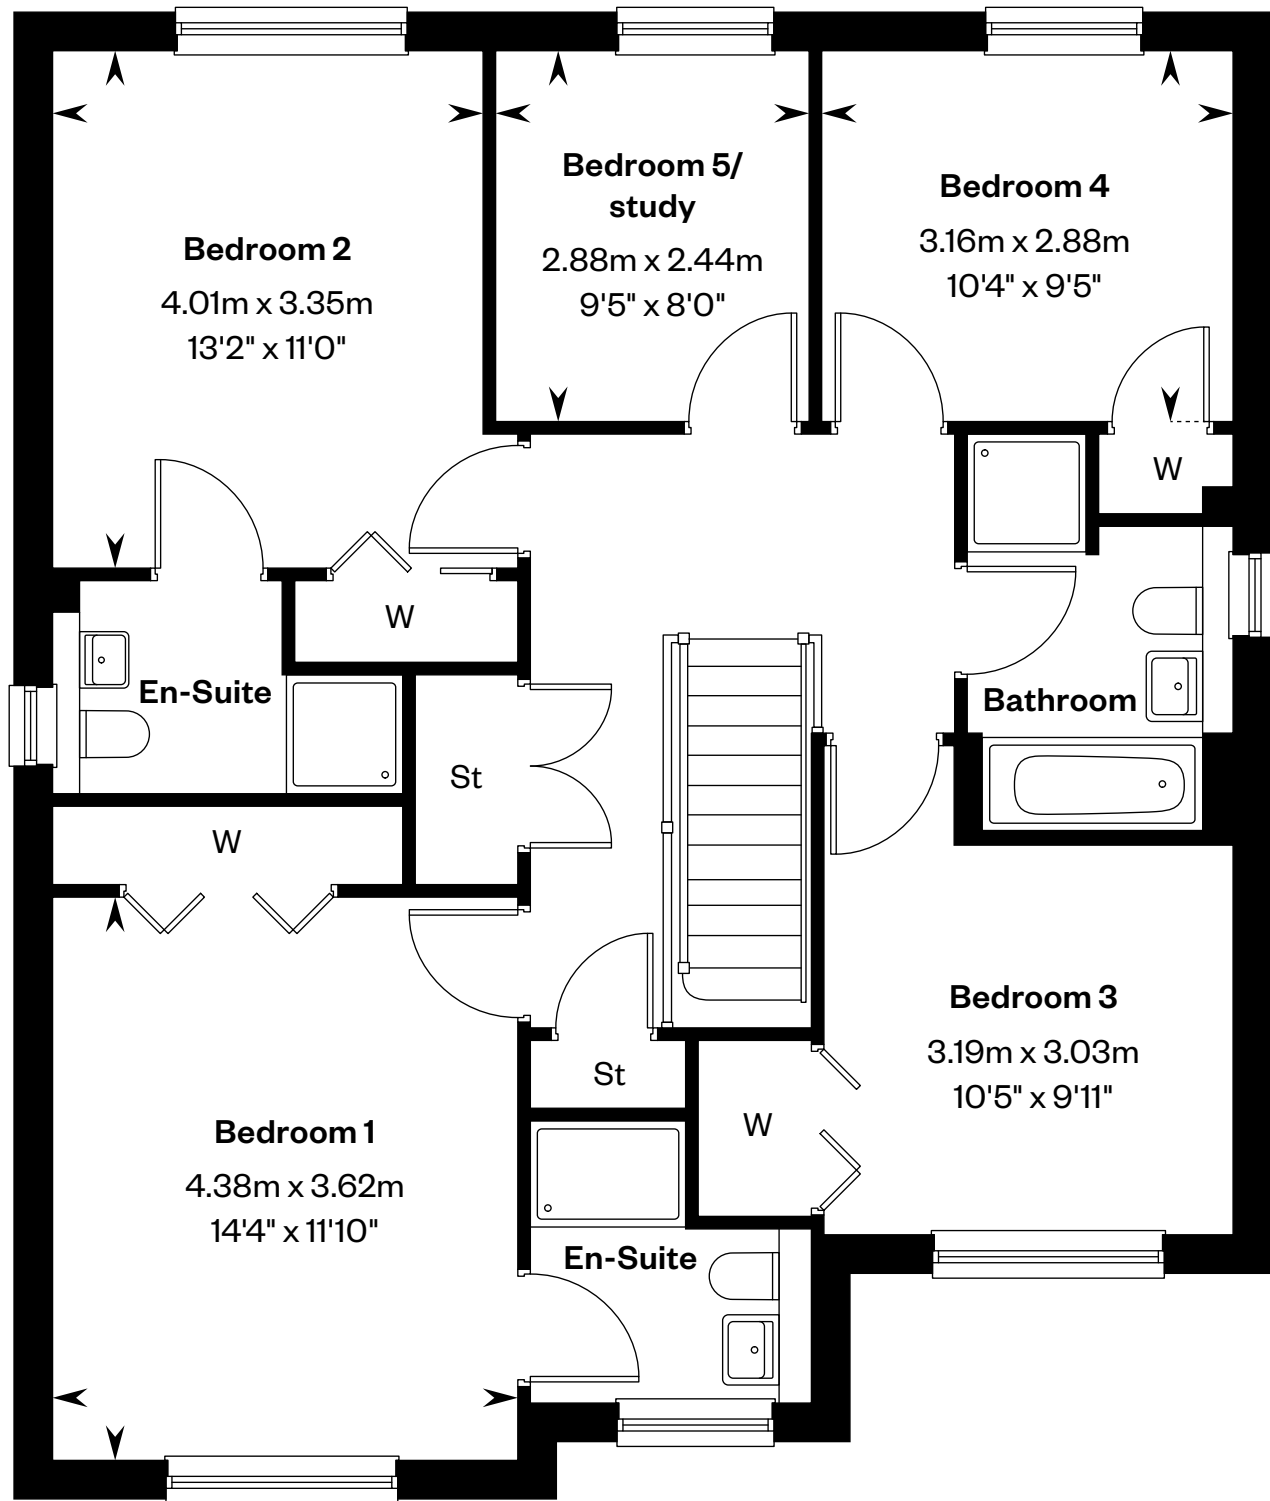 Bedroom 2
4.01m x 3.35m
13'2" x 11'0"
Bedroom 5/
study
2.88m x 2.44m
9'5" x 8'0"
Bedroom 4
3.16m x 2.88m
10'4" x 9'5"
W
W
En-Suite
Bathroom
St
W
Bedroom 3
3.19m x 3.03m
10'5" x 9'11"
St
W
Bedroom 1
4.38m x 3.62m
14'4" x 11'10"
En-Suite